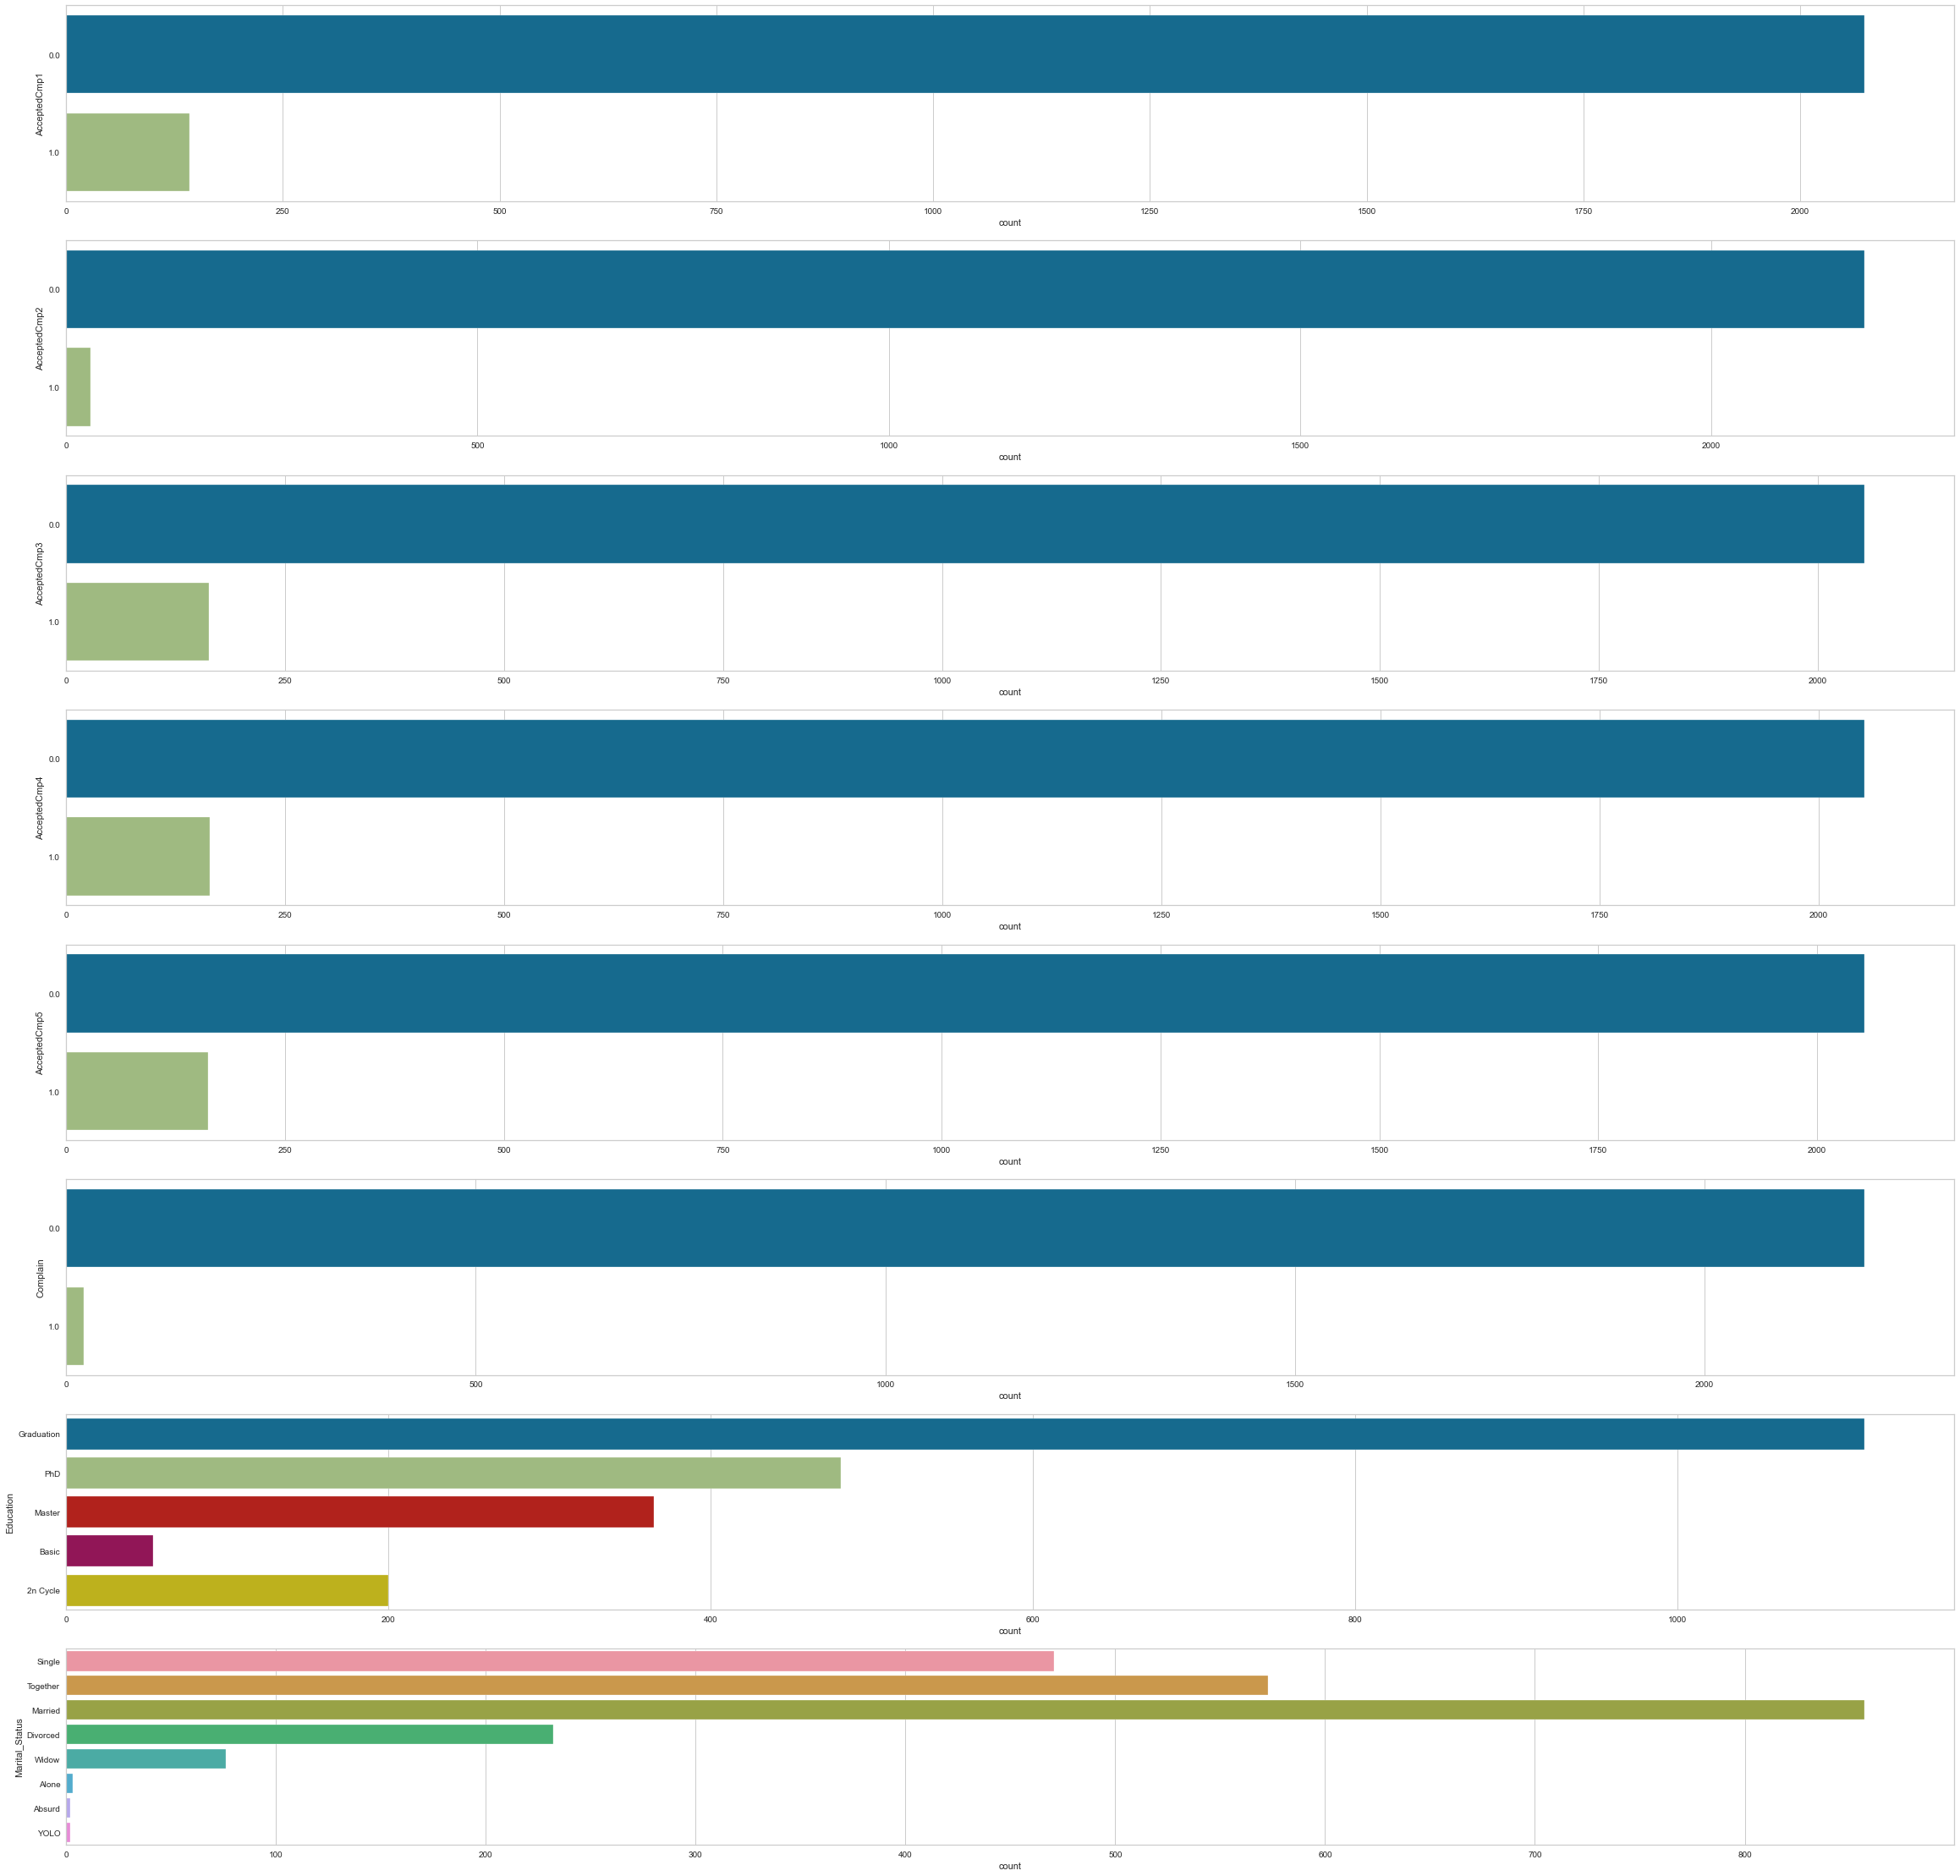 AcceptedCmp1
0.0
1.0
0 250 500 750 1000 1250 1500 1750 2000
count
AcceptedCmp2
0.0
1.0
0 500 1000 1500 2000
count
AcceptedCmp3
0.0
1.0
0 250 500 750 1000 1250 1500 1750 2000
count
AcceptedCmp4
0.0
1.0
0 250 500 750 1000 1250 1500 1750 2000
count
AcceptedCmp5
0.0
1.0
0 250 500 750 1000 1250 1500 1750 2000
count
Complain
0.0
1.0
0 500 1000 1500 2000
count
Education
Graduation
PhD
Master
Basic
2n Cycle
0 200 400 600 800 1000
count
Marital_Status
Single
Together
Married
Divorced
Widow
Alone
Absurd
YOLO
0 100 200 300 400 500 600 700 800
count